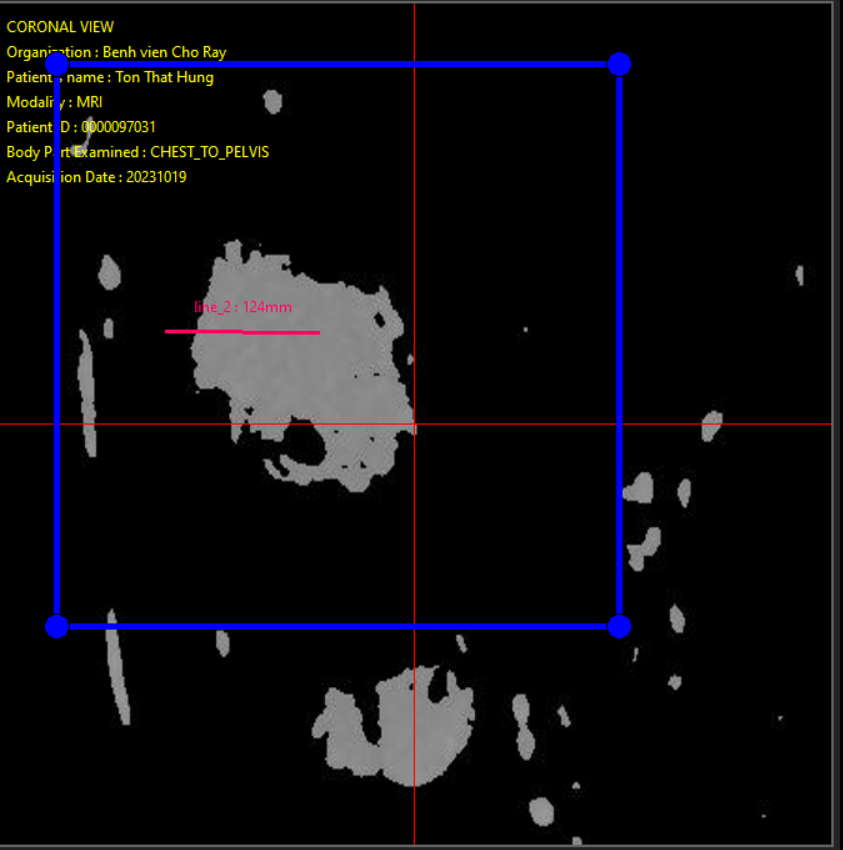 CORONAL VIEW
Organization : Benh vien Cho Ray
Patient's name : Ton That Hung
Modality : MRI
Patient ID : 0000097031
Body Part Examined : CHEST_TO_PELVIS
Acquisition Date : 20231019
line_2 : 124mm